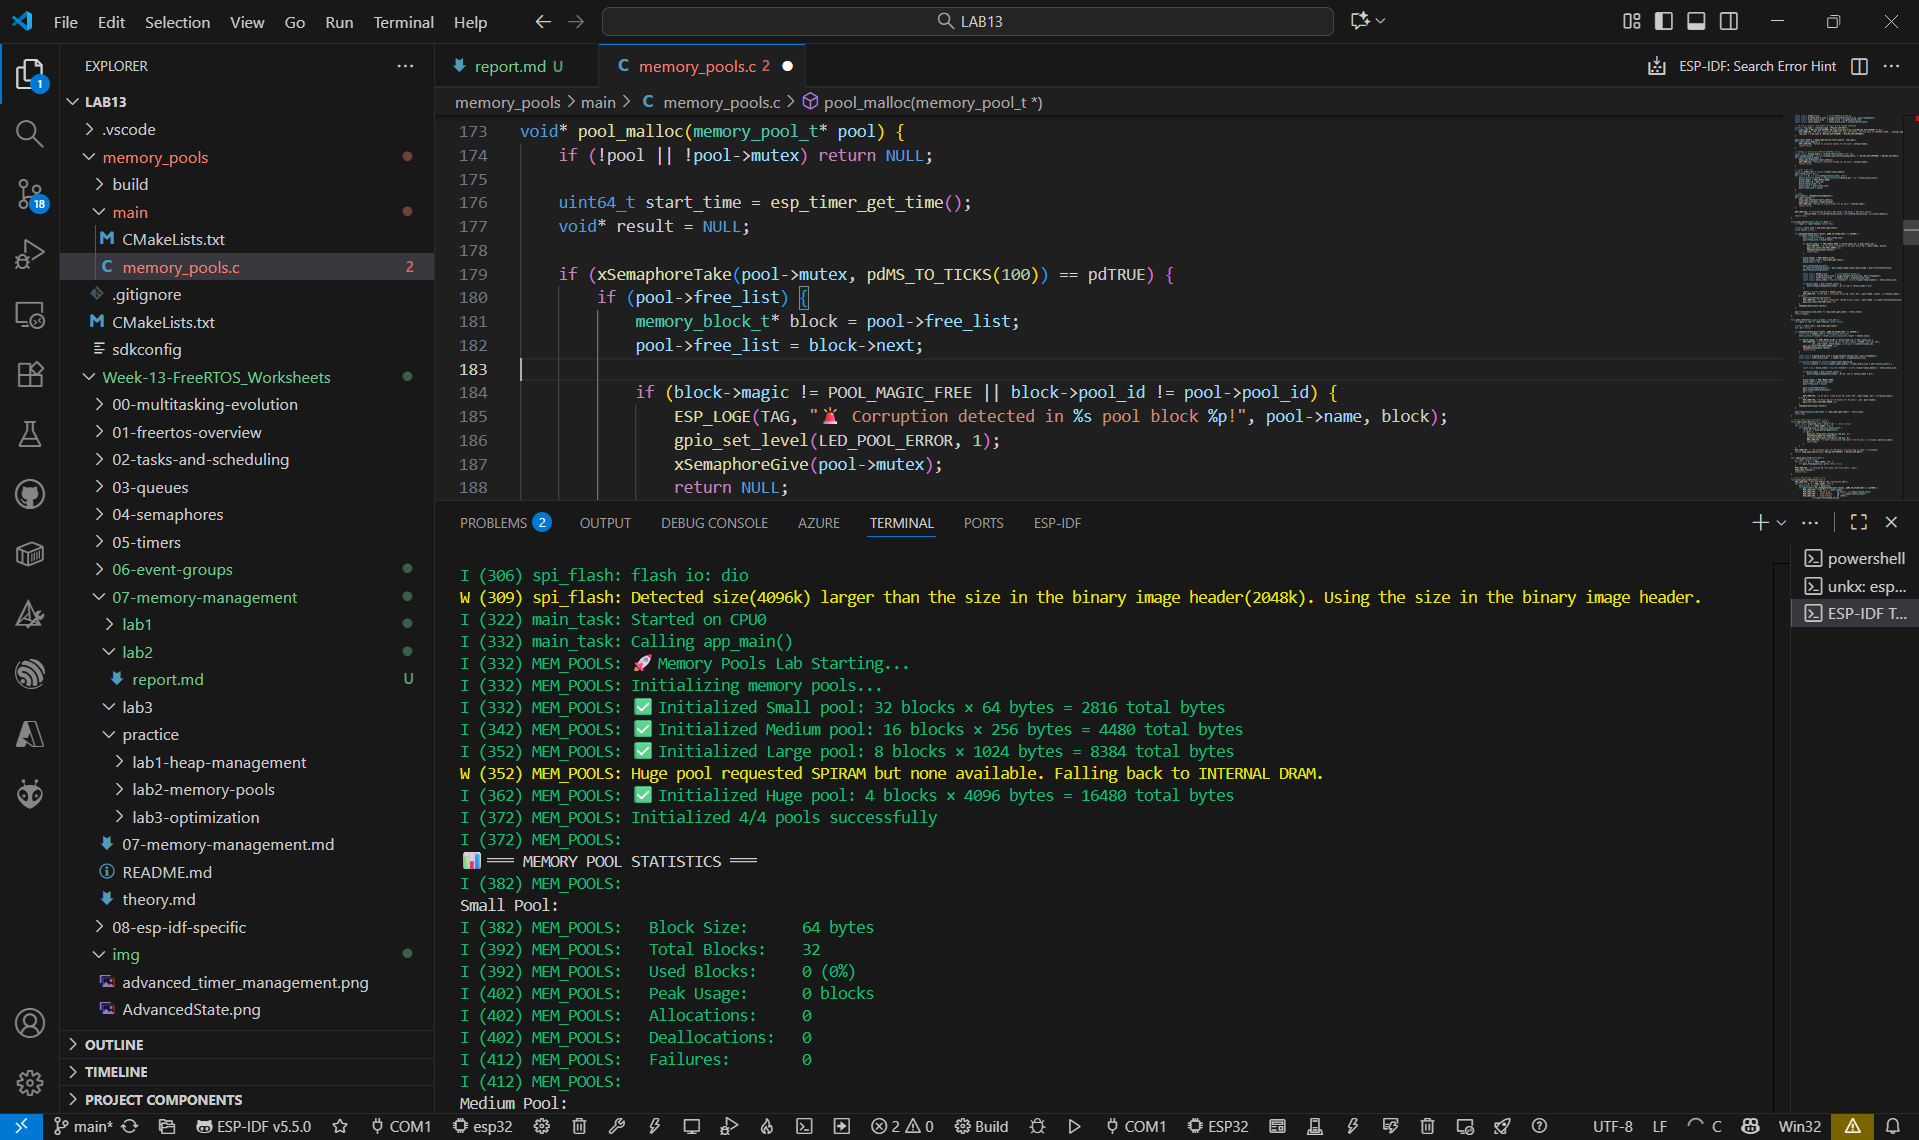 File Edit Selection View Go Run Terminal Help
LAB13
EXPLORER
LAB13
.vscode
memory_pools
build
main
CMakeLists.txt
memory_pools.c 2
.gitignore
CMakeLists.txt
sdkconfig
Week-13-FreeRTOS_Worksheets
00-multitasking-evolution
01-freertos-overview
02-tasks-and-scheduling
03-queues
04-semaphores
05-timers
06-event-groups
07-memory-management
lab1
lab2
report.md U
lab3
practice
lab1-heap-management
lab2-memory-pools
lab3-optimization
07-memory-management.md
README.md
theory.md
08-esp-idf-specific
img
advanced_timer_management.png
AdvancedState.png
OUTLINE
TIMELINE
PROJECT COMPONENTS
1
18
report.md U
C memory_pools.c 2
ESP-IDF: Search Error Hint
memory_pools > main > C memory_pools.c > pool_malloc(memory_pool_t *)
173 void* pool_malloc(memory_pool_t* pool) {
174 if (!pool || !pool->mutex) return NULL;
175
176 uint64_t start_time = esp_timer_get_time();
177 void* result = NULL;
178
179 if (xSemaphoreTake(pool->mutex, pdMS_TO_TICKS(100)) == pdTRUE) {
180 if (pool->free_list) {
181 memory_block_t* block = pool->free_list;
182 pool->free_list = block->next;
183
184 if (block->magic != POOL_MAGIC_FREE || block->pool_id != pool->pool_id) {
185 ESP_LOGE(TAG, "🚨 Corruption detected in %s pool block %p!", pool->name, block);
186 gpio_set_level(LED_POOL_ERROR, 1);
187 xSemaphoreGive(pool->mutex);
188 return NULL;
PROBLEMS 2 OUTPUT DEBUG CONSOLE AZURE TERMINAL PORTS ESP-IDF
I (306) spi_flash: flash io: dio
W (309) spi_flash: Detected size(4096k) larger than the size in the binary image header(2048k). Using the size in the binary image header.
I (322) main_task: Started on CPU0
I (332) main_task: Calling app_main()
I (332) MEM_POOLS: 🚀 Memory Pools Lab Starting...
I (332) MEM_POOLS: Initializing memory pools...
I (332) MEM_POOLS: ✅ Initialized Small pool: 32 blocks × 64 bytes = 2816 total bytes
I (342) MEM_POOLS: ✅ Initialized Medium pool: 16 blocks × 256 bytes = 4480 total bytes
I (352) MEM_POOLS: ✅ Initialized Large pool: 8 blocks × 1024 bytes = 8384 total bytes
W (352) MEM_POOLS: Huge pool requested SPIRAM but none available. Falling back to INTERNAL DRAM.
I (362) MEM_POOLS: ✅ Initialized Huge pool: 4 blocks × 4096 bytes = 16480 total bytes
I (372) MEM_POOLS: Initialized 4/4 pools successfully
I (372) MEM_POOLS:
📊 ═══ MEMORY POOL STATISTICS ═══
I (382) MEM_POOLS:
Small Pool:
I (382) MEM_POOLS: Block Size: 64 bytes
I (392) MEM_POOLS: Total Blocks: 32
I (392) MEM_POOLS: Used Blocks: 0 (0%)
I (402) MEM_POOLS: Peak Usage: 0 blocks
I (402) MEM_POOLS: Allocations: 0
I (402) MEM_POOLS: Deallocations: 0
I (412) MEM_POOLS: Failures: 0
I (412) MEM_POOLS:
Medium Pool:
powershell
unkx: esp...
ESP-IDF T...
main* ESP-IDF v5.5.0 COM1 esp32 2 0 Build COM1 ESP32 UTF-8 LF C Win32